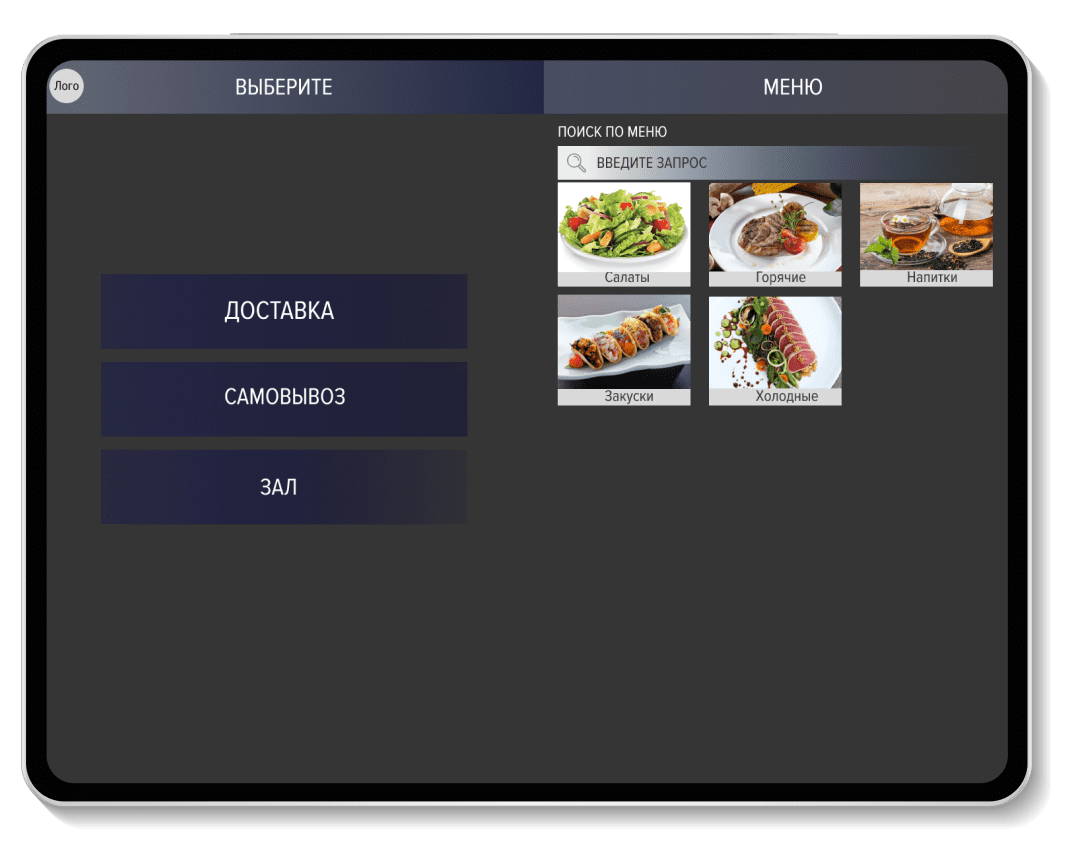 Лого
ВЫБЕРИТЕ
МЕНЮ
ПОИСК ПО МЕНЮ
ВВЕДИТЕ ЗАПРОС
Салаты
Горячие
Напитки
Закуски
Холодные
ДОСТАВКА
САМОВЫВОЗ
ЗАЛ